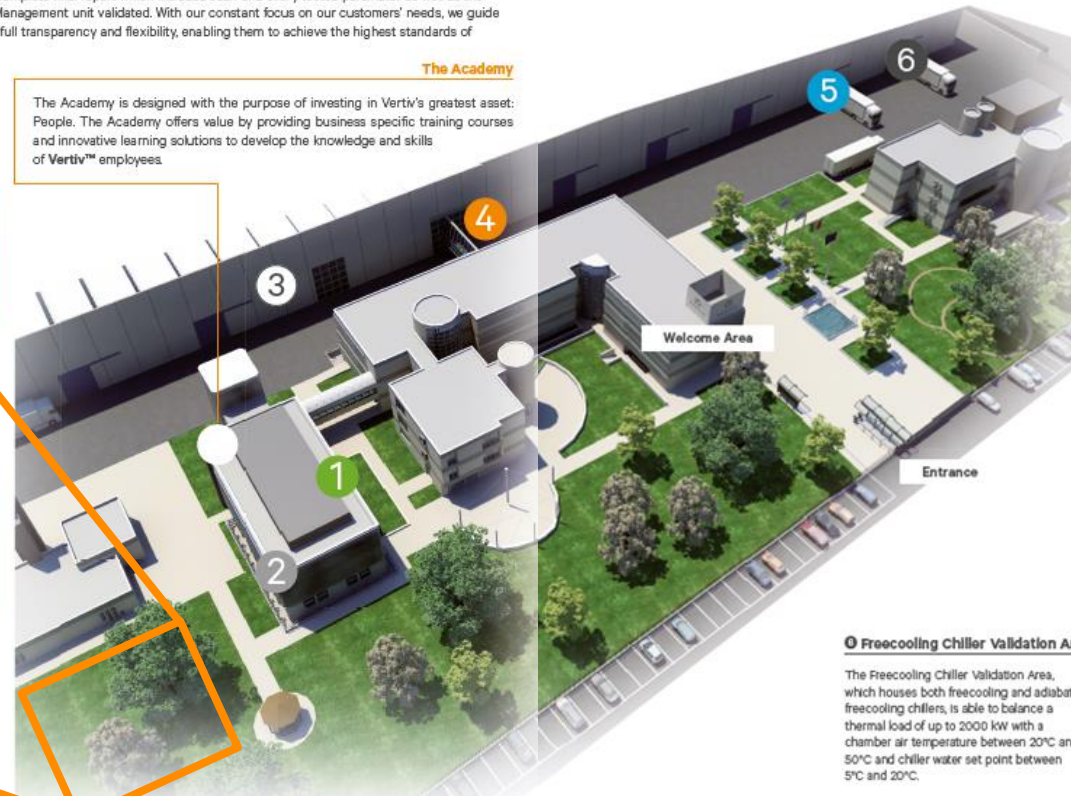 Management unit validated. With our constant focus on our customers' needs, we guide
full transparency and flexibility, enabling them to achieve the highest standards of
The Academy
The Academy is designed with the purpose of investing in Vertiv's greatest asset:
People. The Academy offers value by providing business specific training courses
and innovative learning solutions to develop the knowledge and skills
of Vertiv™ employees.
6
5
4
3
Welcome Area
1
Entrance
2
Freecooling Chiller Validation
The Freecooling Chiller Validation Area,
which houses both freecooling and
freecooling chillers, is able to balance a
thermal load of up to 2000 kW with a
chamber air temperature between 20°C
50°C and chiller water set point between
5°C and 20°C.